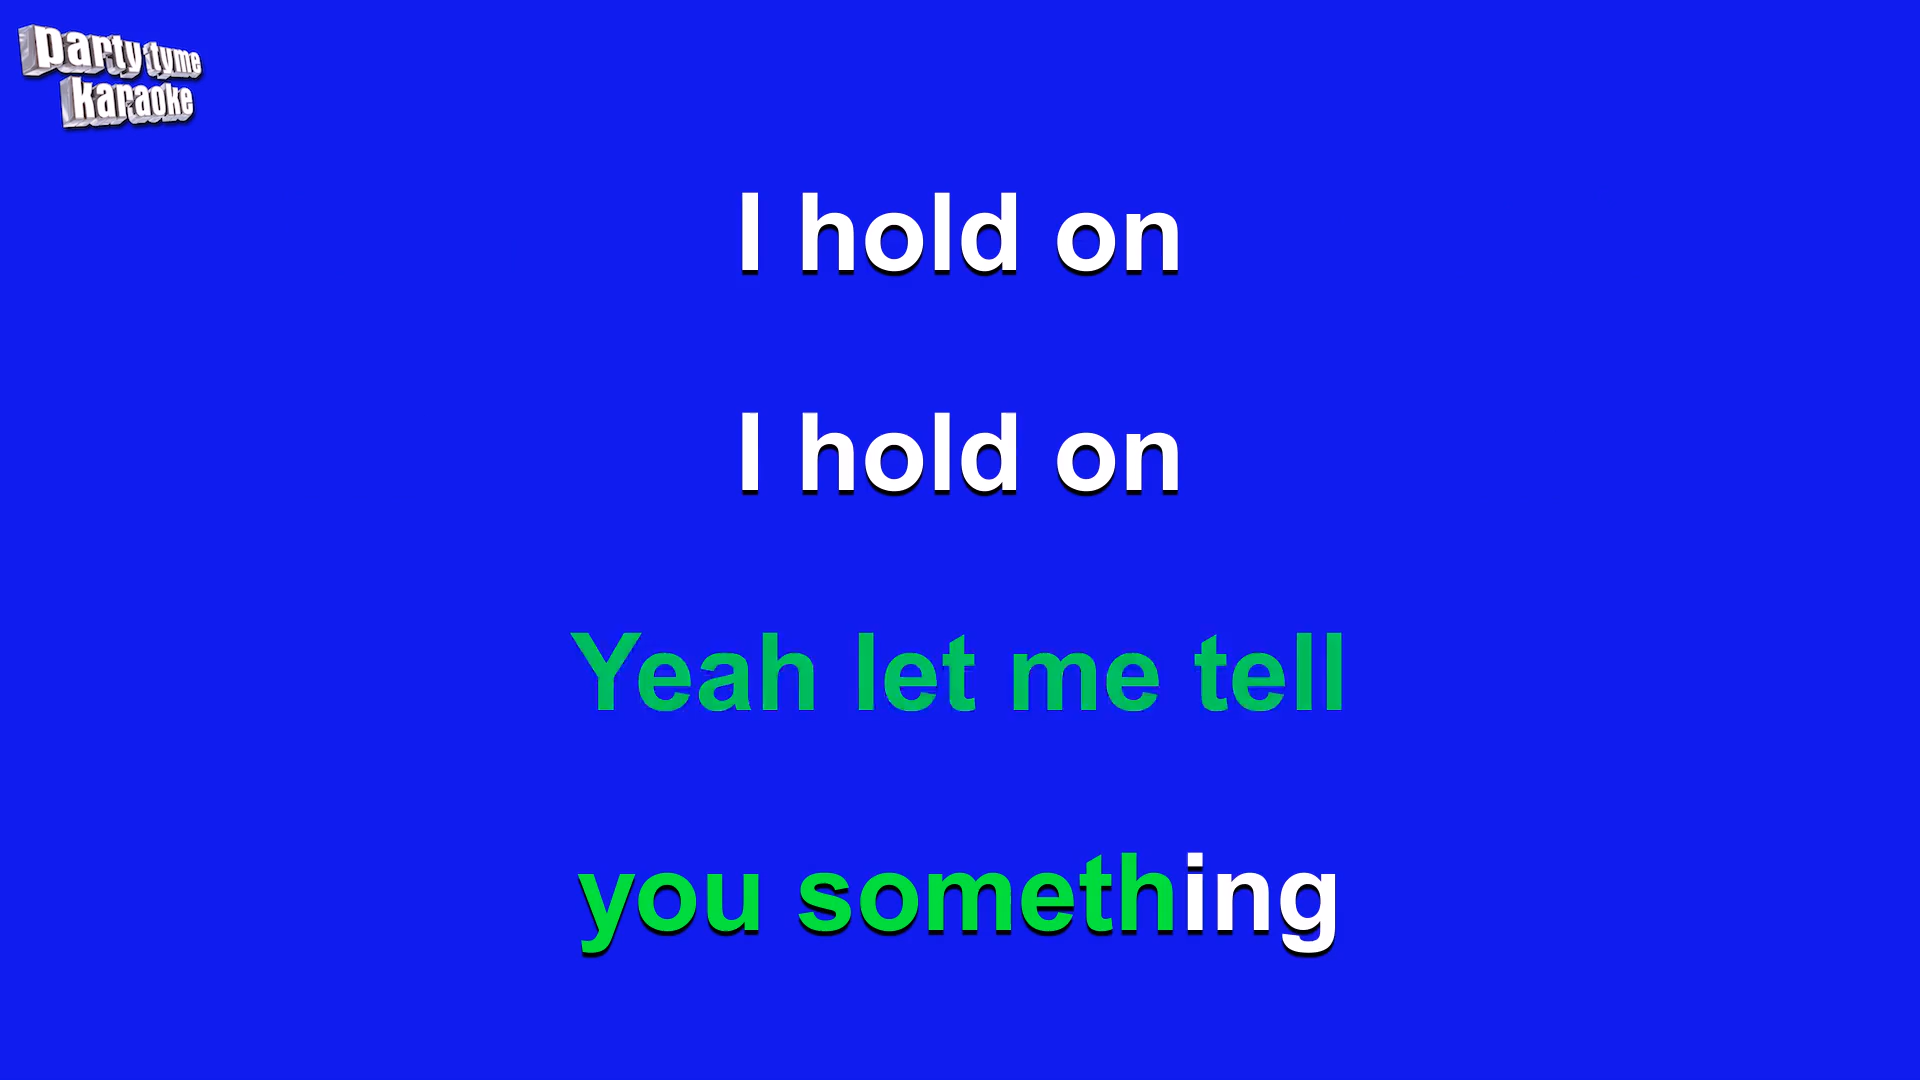 party tyme
karaoke
I hold on
I hold on
Yeah let me tell
you something